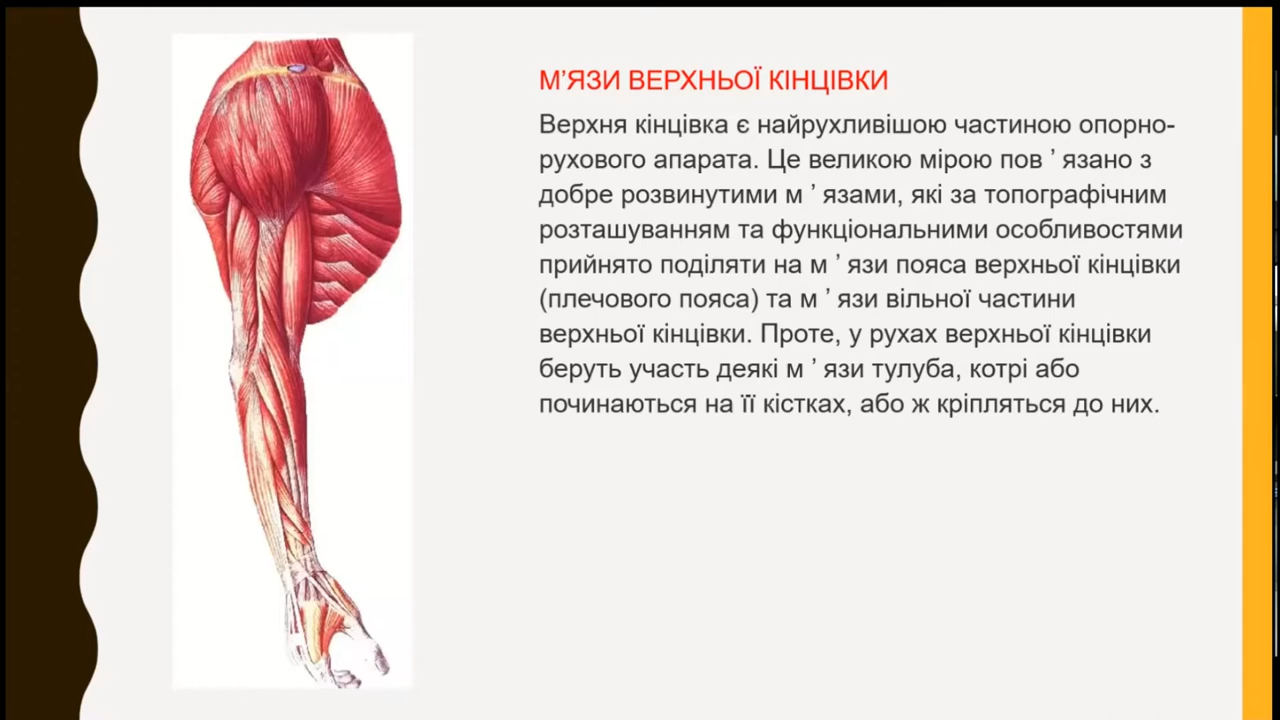 М’ЯЗИ ВЕРХНЬОЇ КІНЦІВКИ
Верхня кінцівка є найрухливішою частиною опорно-
рухового апарата. Це великою мірою пов ’ язано з
добре розвинутими м ’ язами, які за топографічним
розташуванням та функціональними особливостями
прийнято поділяти на м ’ язи пояса верхньої кінцівки
(плечового пояса) та м ’ язи вільної частини
верхньої кінцівки. Проте, у рухах верхньої кінцівки
беруть участь деякі м ’ язи тулуба, котрі або
починаються на її кістках, або ж кріпляться до них.